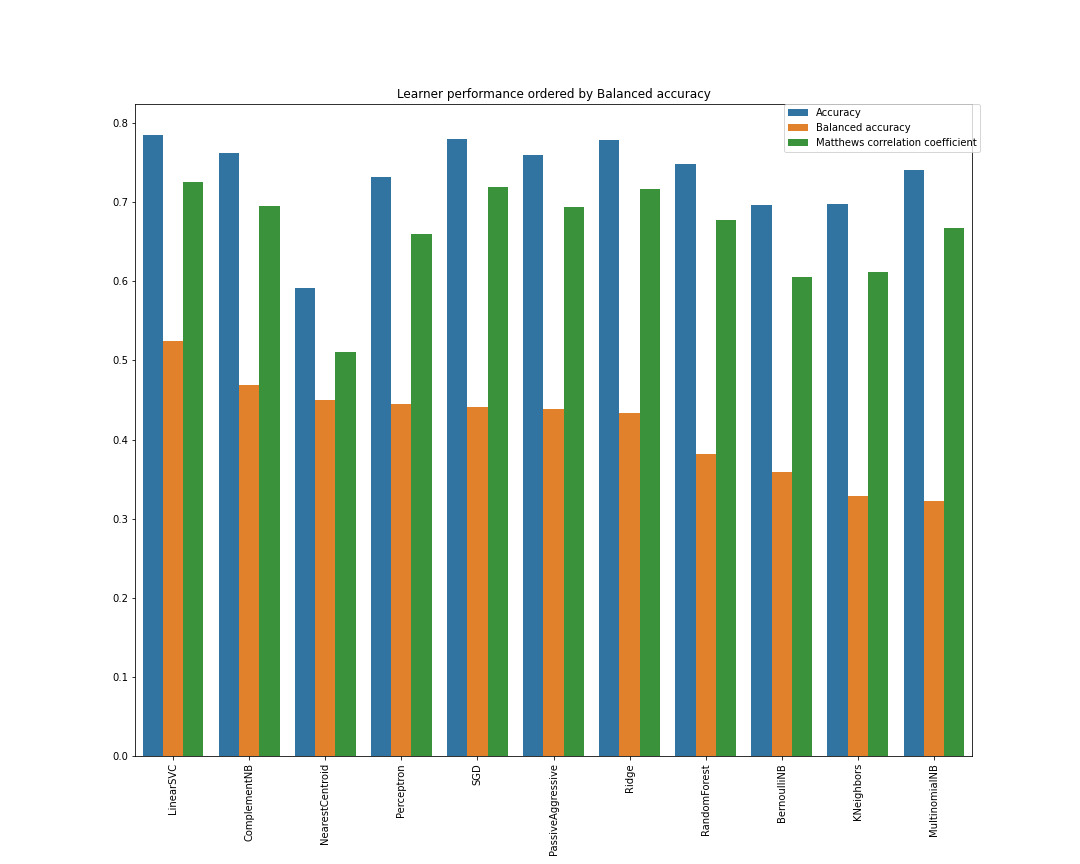 Learner performance ordered by Balanced accuracy
Accuracy
Balanced accuracy
Matthews correlation coefficient
0.8
0.7
0.6
0.5
0.4
0.3
0.2
0.1
0.0
LinearSVC
ComplementNB
NearestCentroid
Perceptron
SGD
PassiveAggressive
Ridge
RandomForest
BernoulliNB
KNeighbors
MultinomialNB